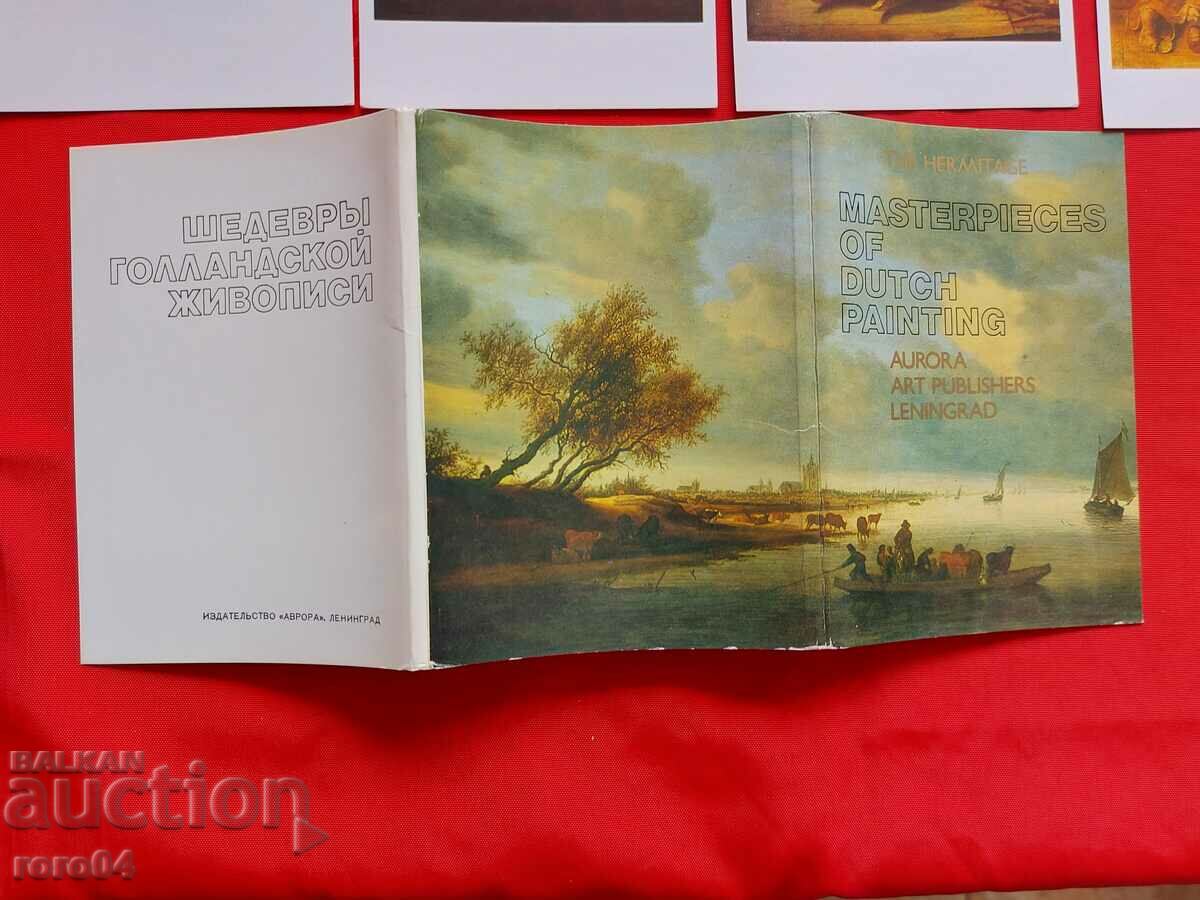 ШЕДЕВРЫ
ГОЛЛАНДСКОЙ
ЖИВОПИСИ
ИЗДАТЕЛЬСТВО «АВРОРА», ЛЕНИНГРАД
THE HERMITAGE
MASTERPIECES
OF
DUTCH
PAINTING
AURORA
ART PUBLISHERS
LENINGRAD
BALKAN
auction
roro04